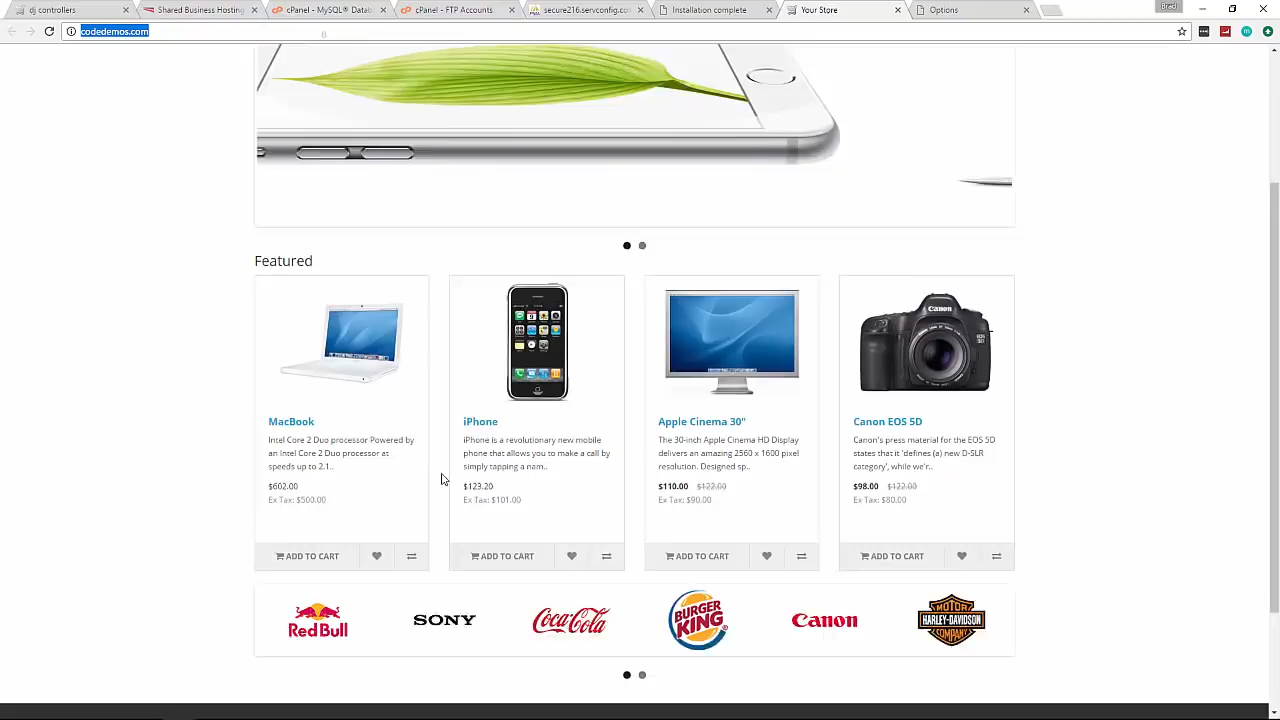 dj controllers
Shared Business Hosting
cPanel - MySQL® Datab
cPanel - FTP Accounts
secure216.servconfig.co
Installation complete
Your Store
Options
Brad
codedemos.com
Featured
MacBook
Intel Core 2 Duo processor Powered by
an Intel Core 2 Duo processor at
speeds up to 2.1..
$602.00
Ex Tax: $500.00
ADD TO CART
iPhone
iPhone is a revolutionary new mobile
phone that allows you to make a call by
simply tapping a nam..
$123.20
Ex Tax: $101.00
ADD TO CART
Apple Cinema 30"
The 30-inch Apple Cinema HD Display
delivers an amazing 2560 x 1600 pixel
resolution. Designed sp..
$110.00 $122.00
Ex Tax: $90.00
ADD TO CART
Canon
Canon EOS 5D
Canon's press material for the EOS 5D
states that it 'defines (a) new D-SLR
category', while we'r..
$98.00 $122.00
Ex Tax: $80.00
ADD TO CART
Red Bull
SONY
Coca-Cola
BURGER KING
Canon
MOTOR
HARLEY-DAVIDSON
COMPANY